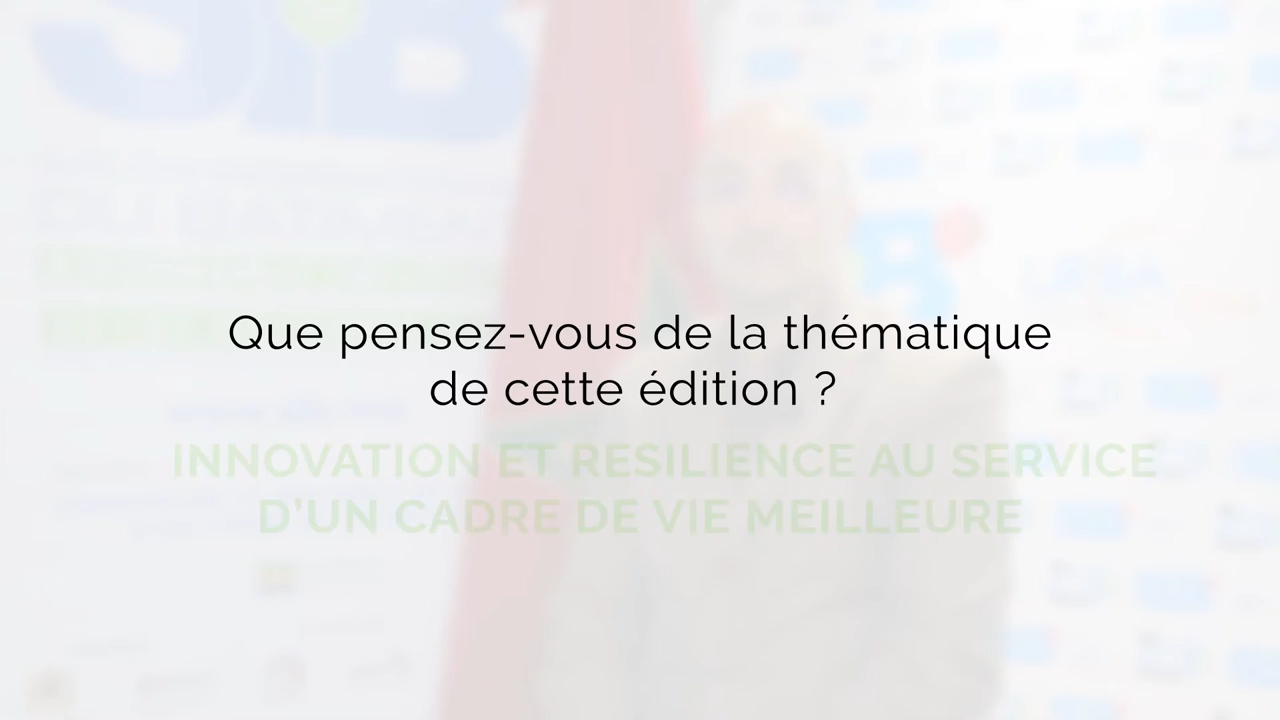 Que pensez-vous de la thématique
de cette édition ?
INNOVATION ET RESILIENCE AU SERVICE
D'UN CADRE DE VIE MEILLEURE